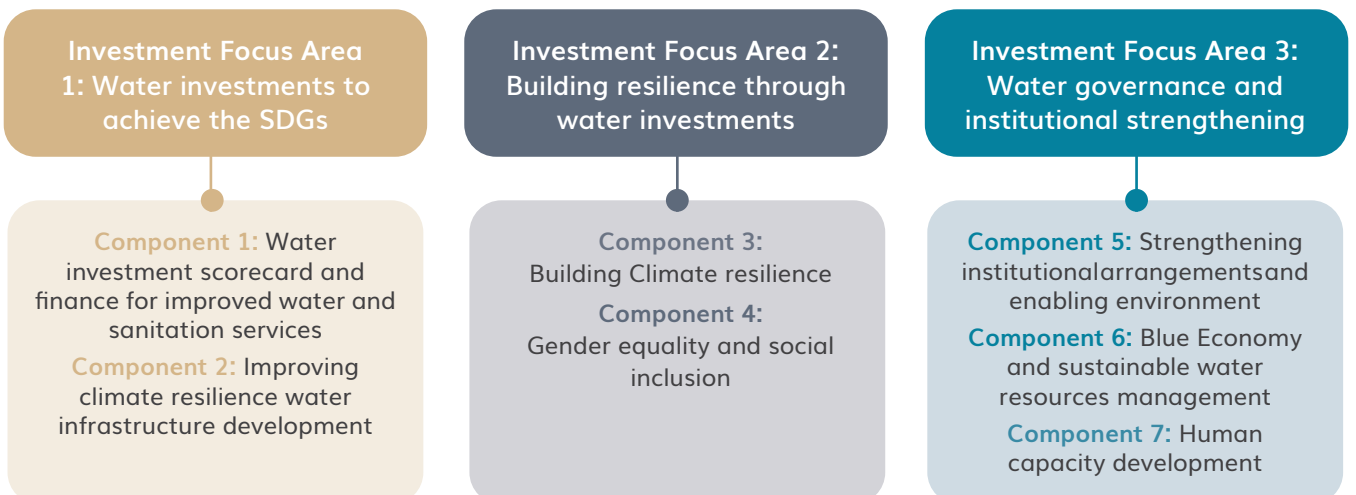 Investment Focus Area
1: Water investments to
achieve the SDGs
Component 1: Water
investment scorecard and
finance for improved water and
sanitation services
Component 2: Improving
climate resilience water
infrastructure development
Investment Focus Area 2:
Building resilience through
water investments
Component 3:
Building Climate resilience
Component 4:
Gender equality and social
inclusion
Investment Focus Area 3:
Water governance and
institutional strengthening
Component 5: Strengthening
institutional arrangements and
enabling environment
Component 6: Blue Economy
and sustainable water
resources management
Component 7: Human
capacity development